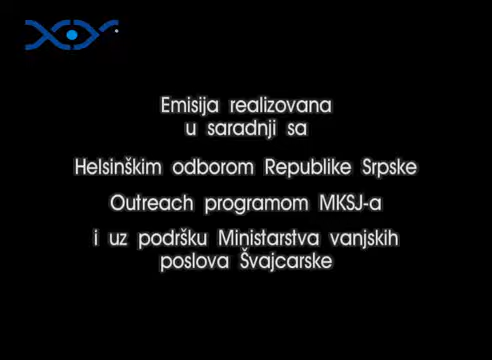 Emisija realizovana
u saradnji sa
Helsinškim odborom Republike Srpske
Outreach programom MKSJ-a
i uz podršku Ministarstva vanjskih
poslova Švajcarske